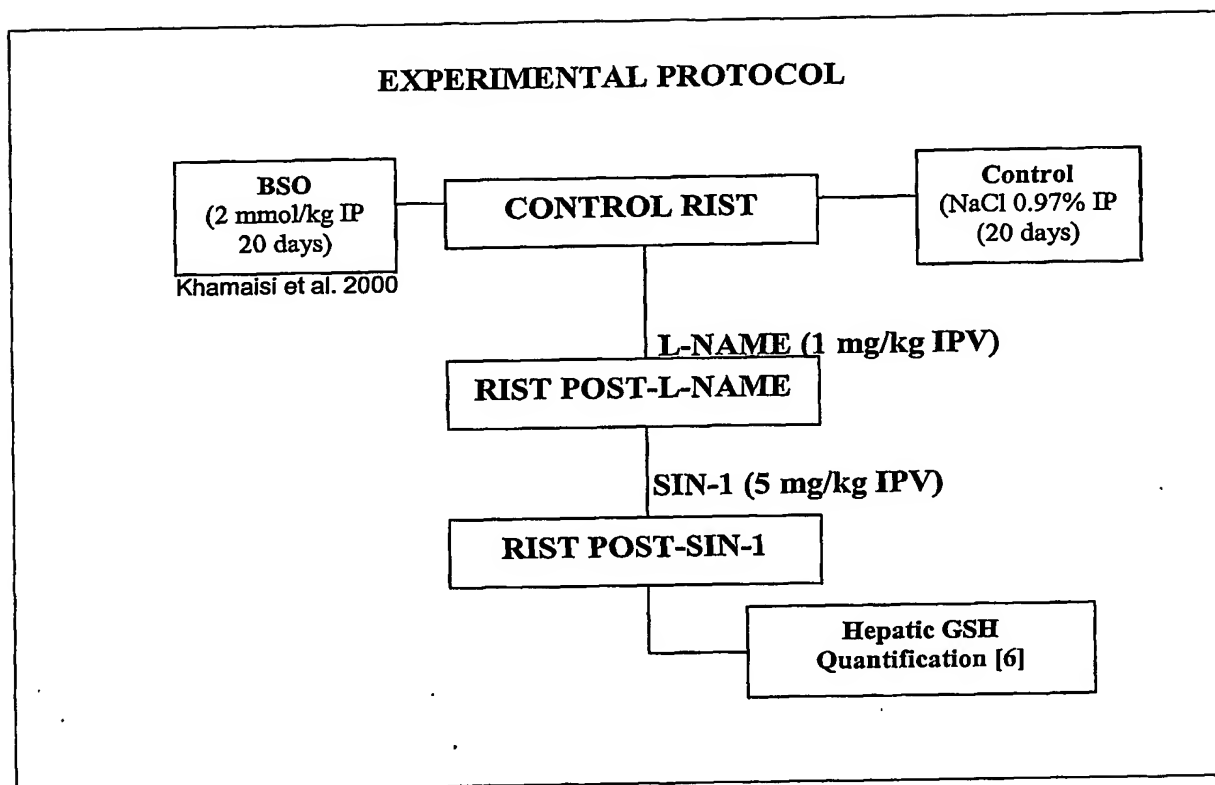 EXPERIMENTAL PROTOCOL
BSO
(2 mmol/kg IP
20 days)
Khamaisi et al. 2000
CONTROL RIST
Control
(NaCl 0.97% IP
(20 days)
L-NAME (1 mg/kg IPV)
RIST POST-L-NAME
SIN-1 (5 mg/kg IPV)
RIST POST-SIN-1
Hepatic GSH
Quantification [6]